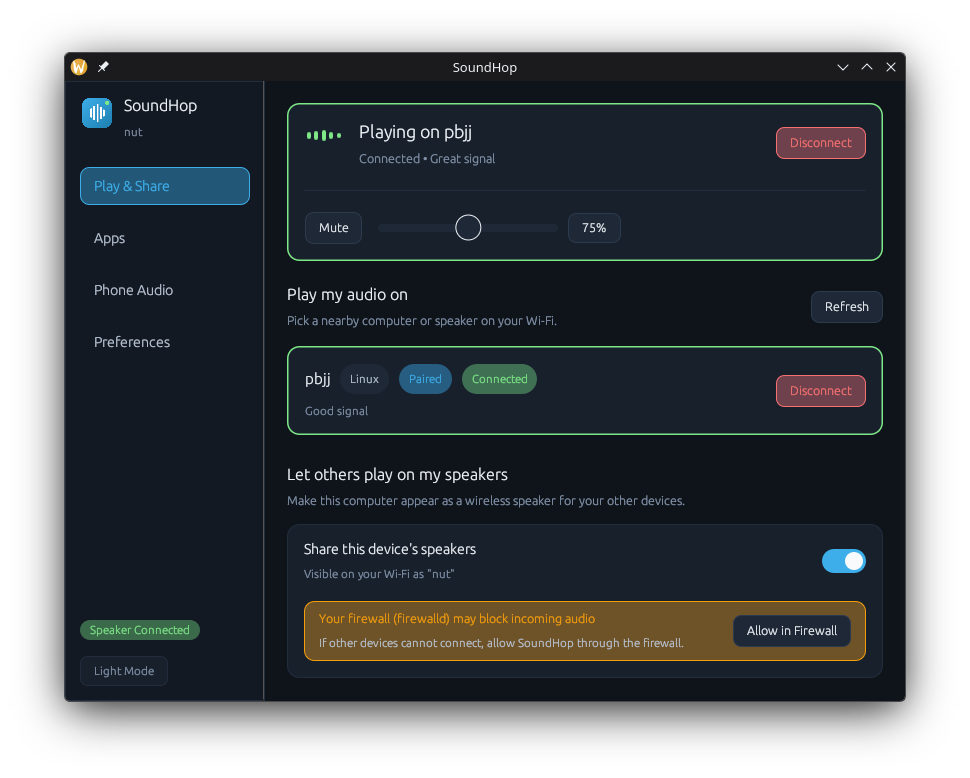 SoundHop
SoundHop
nut
Play & Share
Apps
Phone Audio
Preferences
Speaker Connected
Light Mode
Playing on pbjj
Connected • Great signal
Disconnect
Mute
75%
Play my audio on
Pick a nearby computer or speaker on your Wi-Fi.
Refresh
pbjj Linux Paired Connected
Good signal
Disconnect
Let others play on my speakers
Make this computer appear as a wireless speaker for your other devices.
Share this device's speakers
Visible on your Wi-Fi as "nut"
Your firewall (firewalld) may block incoming audio
If other devices cannot connect, allow SoundHop through the firewall.
Allow in Firewall